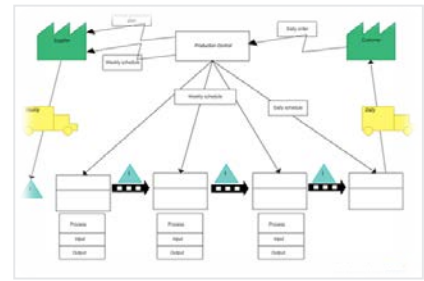 Supplier
Production Control
Daily order
Customer
Weekly schedule
Weekly schedule
Daily schedule
Daily
I
I
I
Process
Input
Output
Process
Input
Output
Process
Input
Output